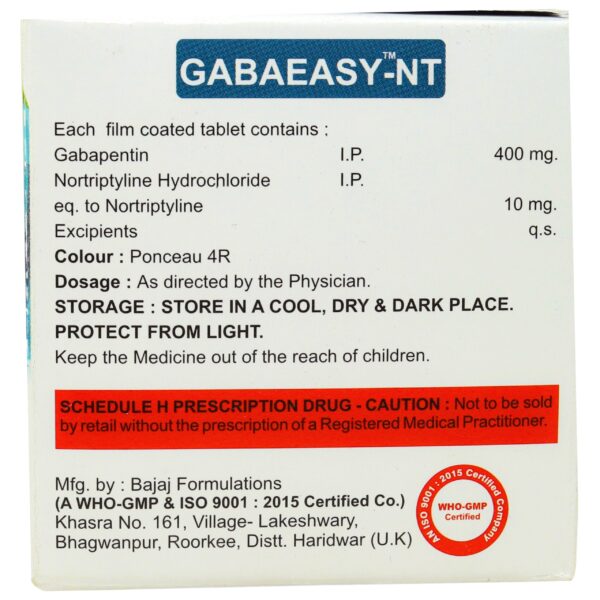 GABAEASY™-NT
Each film coated tablet contains :
Gabapentin I.P. 400 mg.
Nortriptyline Hydrochloride I.P.
eq. to Nortriptyline 10 mg.
Excipients q.s.
Colour : Ponceau 4R
Dosage : As directed by the Physician.
STORAGE : STORE IN A COOL, DRY & DARK PLACE.
PROTECT FROM LIGHT.
Keep the Medicine out of the reach of children.
SCHEDULE H PRESCRIPTION DRUG - CAUTION : Not to be sold
by retail without the prescription of a Registered Medical Practitioner.
Mfg. by : Bajaj Formulations
(A WHO-GMP & ISO 9001 : 2015 Certified Co.)
Khasra No. 161, Village- Lakeshwary,
Bhagwanpur, Roorkee, Distt. Haridwar (U.K)
AN ISO 9001 : 2015 Certified Company
WHO-GMP
Certified